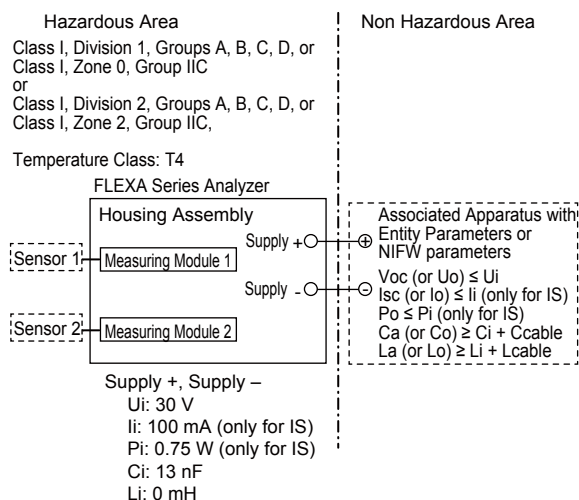 Hazardous Area
Non Hazardous Area
Class I, Division 1, Groups A, B, C, D, or
Class I, Zone 0, Group IIC
or
Class I, Division 2, Groups A, B, C, D, or
Class I, Zone 2, Group IIC,
Temperature Class: T4
FLEXA Series Analyzer
Housing Assembly
Supply +
Supply -
Sensor 1
Measuring Module 1
Sensor 2
Measuring Module 2
+
-
Associated Apparatus with
Entity Parameters or
NIFW parameters
Voc (or Uo) ≤ Ui
Isc (or Io) ≤ Ii (only for IS)
Po ≤ Pi (only for IS)
Ca (or Co) ≥ Ci + Ccable
La (or Lo) ≥ Li + Lcable
Supply +, Supply –
Ui: 30 V
Ii: 100 mA (only for IS)
Pi: 0.75 W (only for IS)
Ci: 13 nF
Li: 0 mH